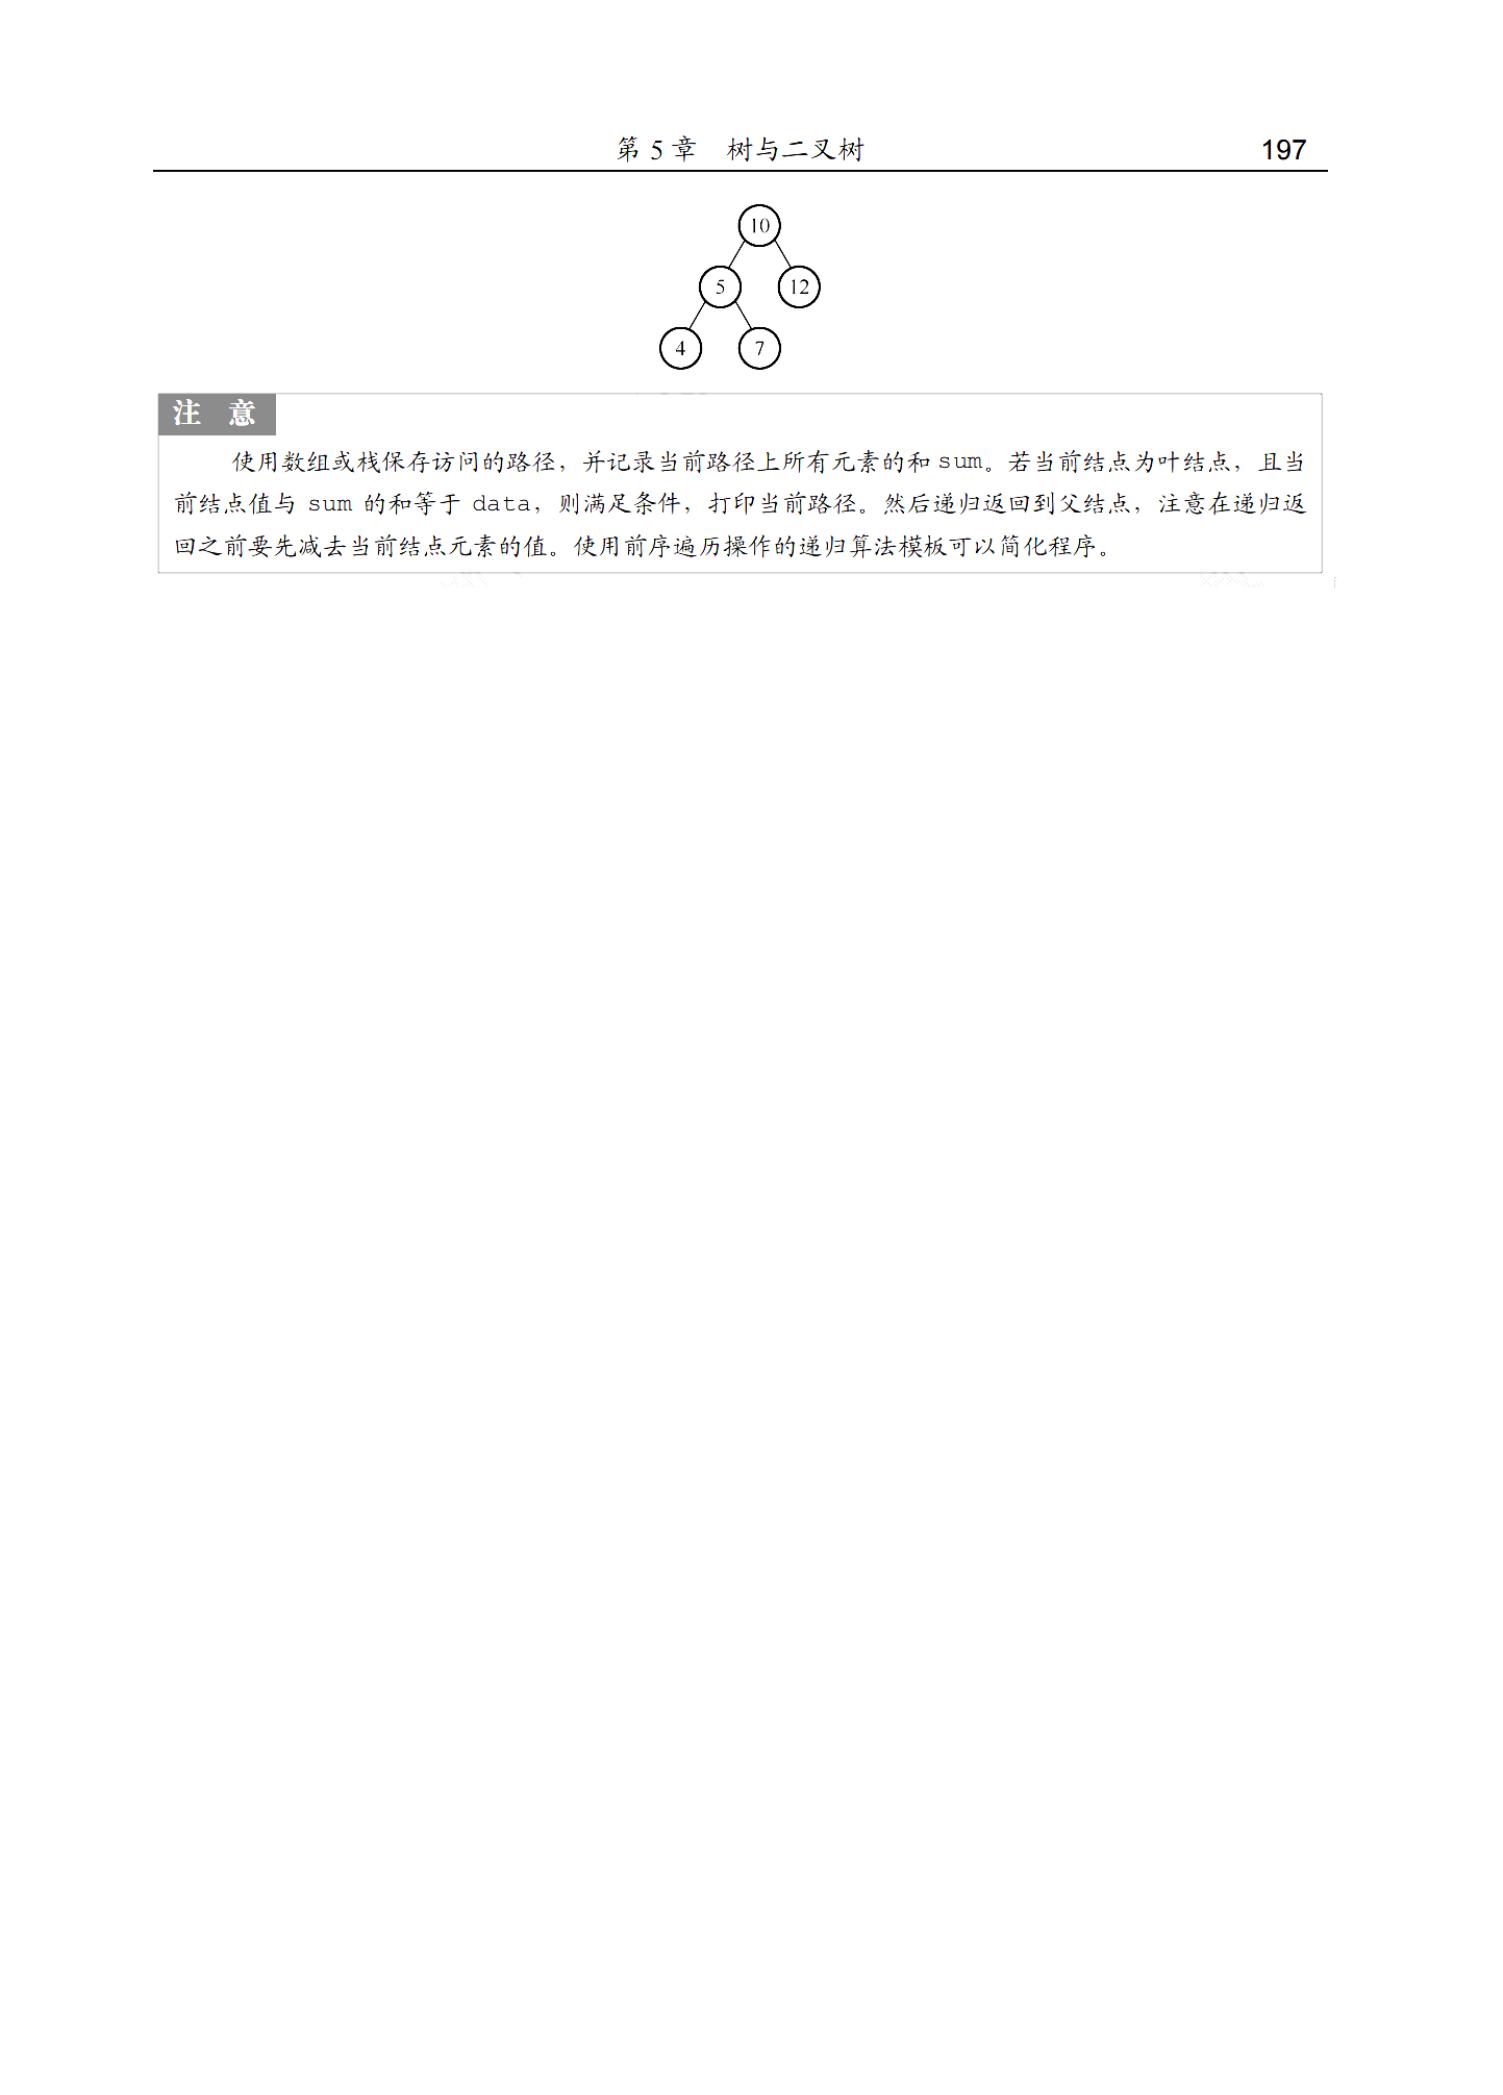 第 5 章 树与二叉树 197
10
5 12
4 7
注 意
使用数组或栈保存访问的路径，并记录当前路径上所有元素的和 sum。若当前结点为叶结点，且当
前结点值与 sum 的和等于 data，则满足条件，打印当前路径。然后递归返回到父结点，注意在递归返
回之前要先减去当前结点元素的值。使用前序遍历操作的递归算法模板可以简化程序。